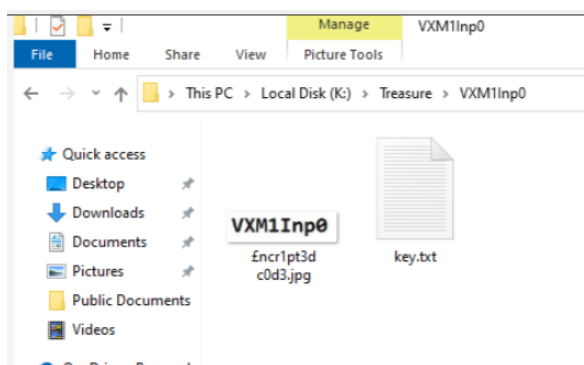 Manage VXM1Inp0
File Home Share View Picture Tools
This PC > Local Disk (K:) > Treasure > VXM1Inp0
Quick access
Desktop
Downloads
Documents
Pictures
Public Documents
Videos
VXM1Inp0
£ncr1pt3d
c0d3.jpg
key.txt